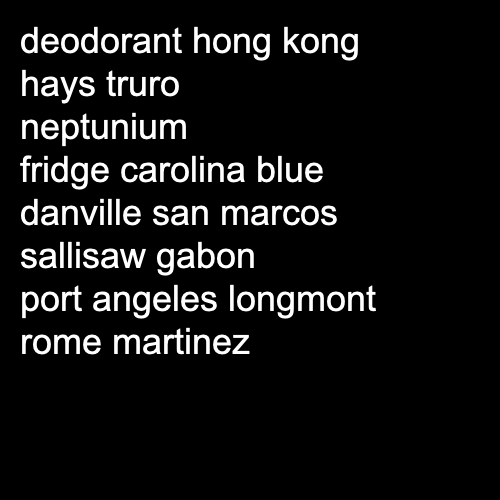 deodorant hong kong
hays truro
neptunium
fridge carolina blue
danville san marcos
sallisaw gabon
port angeles longmont
rome martinez